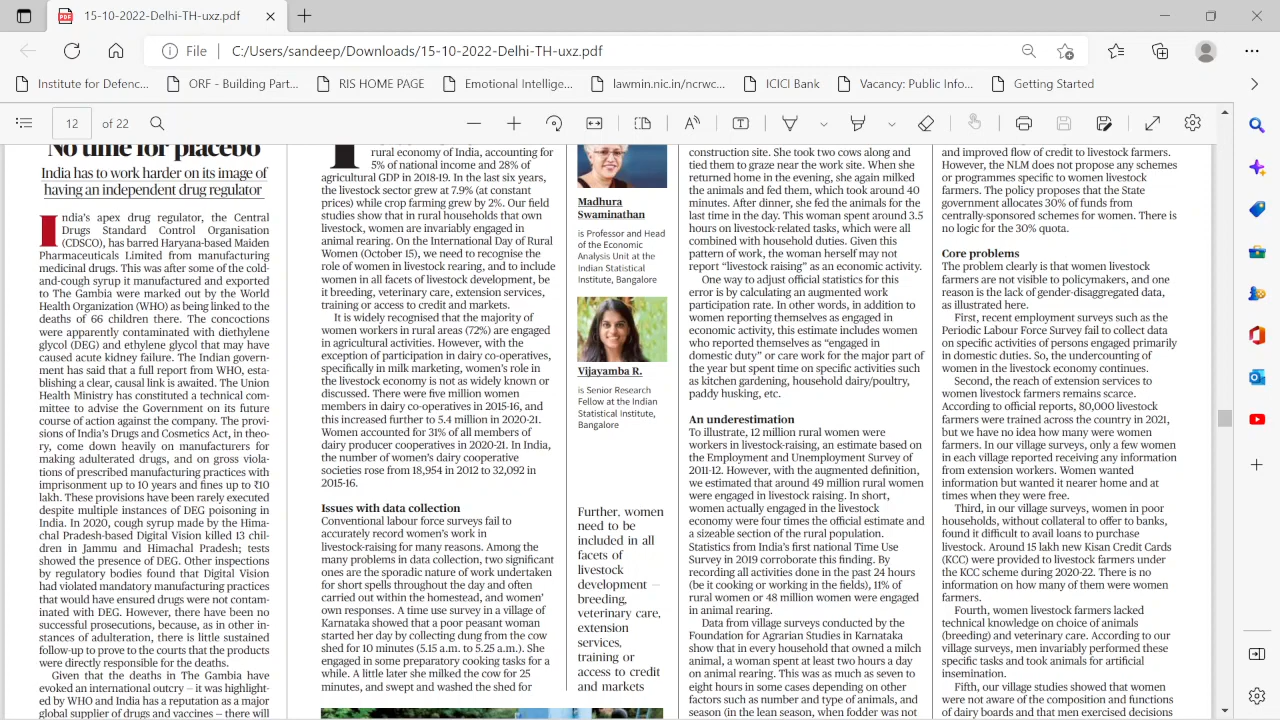 15-10-2022-Delhi-TH-uxz.pdf
File
C:/Users/sandeep/Downloads/15-10-2022-Delhi-TH-uxz.pdf
Institute for Defenc...
ORF - Building Part...
RIS HOME PAGE
Emotional Intellige...
lawmin.nic.in/ncrwc...
ICICI Bank
Vacancy: Public Info...
Getting Started
12 of 22
No time for placebo
India has to work harder on its image of
having an independent drug regulator
India's apex drug regulator, the Central
Drugs Standard Control Organisation
(CDSCO), has barred Haryana-based Maiden
Pharmaceuticals Limited from manufacturing
medicinal drugs. This was after some of the cold-
and-cough syrup it manufactured and exported
to The Gambia were marked out by the World
Health Organization (WHO) as being linked to the
deaths of 66 children there. The concoctions
were apparently contaminated with diethylene
glycol (DEG) and ethylene glycol that may have
caused acute kidney failure. The Indian govern-
ment has said that a full report from WHO, esta-
blishing a clear, causal link is awaited. The Union
Health Ministry has constituted a technical com-
mittee to advise the Government on its future
course of action against the company. The provi-
sions of India's Drugs and Cosmetics Act, in theo-
ry, come down heavily on manufacturers for
making adulterated drugs, and on gross viola-
tions of prescribed manufacturing practices with
imprisonment up to 10 years and fines up to ₹10
lakh. These provisions have been rarely executed
despite multiple instances of DEG poisoning in
India. In 2020, cough syrup made by the Hima-
chal Pradesh-based Digital Vision killed 13 chil-
dren in Jammu and Himachal Pradesh; tests
showed the presence of DEG. Other inspections
by regulatory bodies found that Digital Vision
had violated mandatory manufacturing practices
that would have ensured drugs were not contam-
inated with DEG. However, there have been no
successful prosecutions, because, as in other in-
stances of adulteration, there is little sustained
follow-up to prove to the courts that the products
were directly responsible for the deaths.
Given that the deaths in The Gambia have
evoked an international outcry — it was highlight-
ed by WHO and India has a reputation as a major
global supplier of drugs and vaccines — there will
rural economy of India, accounting for
5% of national income and 28% of
agricultural GDP in 2018-19. In the last six years,
the livestock sector grew at 7.9% (at constant
prices) while crop farming grew by 2%. Our field
studies show that in rural households that own
livestock, women are invariably engaged in
animal rearing. On the International Day of Rural
Women (October 15), we need to recognise the
role of women in livestock rearing, and to include
women in all facets of livestock development, be
it breeding, veterinary care, extension services,
training or access to credit and markets.
It is widely recognised that the majority of
women workers in rural areas (72%) are engaged
in agricultural activities. However, with the
exception of participation in dairy co-operatives,
specifically in milk marketing, women's role in
the livestock economy is not as widely known or
discussed. There were five million women
members in dairy co-operatives in 2015-16, and
this increased further to 5.4 million in 2020-21.
Women accounted for 31% of all members of
dairy producer cooperatives in 2020-21. In India,
the number of women's dairy cooperative
societies rose from 18,954 in 2012 to 32,092 in
2015-16.
Issues with data collection
Conventional labour force surveys fail to
accurately record women's work in
livestock-raising for many reasons. Among the
many problems in data collection, two significant
ones are the sporadic nature of work undertaken
for short spells throughout the day and often
carried out within the homestead, and women'
own responses. A time use survey in a village of
Karnataka showed that a poor peasant woman
started her day by collecting dung from the cow
shed for 10 minutes (5.15 a.m. to 5.25 a.m.). She
engaged in some preparatory cooking tasks for a
while. A little later she milked the cow for 25
minutes, and swept and washed the shed for
Madhura
Swaminathan
is Professor and Head
of the Economic
Analysis Unit at the
Indian Statistical
Institute, Bangalore
Vijayamba R.
is Senior Research
Fellow at the Indian
Statistical Institute,
Bangalore
Further, women
need to be
included in all
facets of
livestock
development —
breeding,
veterinary care,
extension
services,
training or
access to credit
and markets
construction site. She took two cows along and
tied them to graze near the work site. When she
returned home in the evening, she again milked
the animals and fed them, which took around 40
minutes. After dinner, she fed the animals for the
last time in the day. This woman spent around 3.5
hours on livestock-related tasks, which were all
combined with household duties. Given this
pattern of work, the woman herself may not
report "livestock raising" as an economic activity.
One way to adjust official statistics for this
error is by calculating an augmented work
participation rate. In other words, in addition to
women reporting themselves as engaged in
economic activity, this estimate includes women
who reported themselves as "engaged in
domestic duty" or care work for the major part of
the year but spent time on specific activities such
as kitchen gardening, household dairy/poultry,
paddy husking, etc.
An underestimation
To illustrate, 12 million rural women were
workers in livestock-raising, an estimate based on
the Employment and Unemployment Survey of
2011-12. However, with the augmented definition,
we estimated that around 49 million rural women
were engaged in livestock raising. In short,
women actually engaged in the livestock
economy were four times the official estimate and
a sizeable section of the rural population.
Statistics from India's first national Time Use
Survey in 2019 corroborate this finding. By
recording all activities done in the past 24 hours
(be it cooking or working in the fields), 11% of
rural women or 48 million women were engaged
in animal rearing.
Data from village surveys conducted by the
Foundation for Agrarian Studies in Karnataka
show that in every household that owned a milch
animal, a woman spent at least two hours a day
on animal rearing. This was as much as seven to
eight hours in some cases depending on other
factors such as number and type of animals, and
season (in the lean season, when fodder was not
and improved flow of credit to livestock farmers.
However, the NLM does not propose any schemes
or programmes specific to women livestock
farmers. The policy proposes that the State
government allocates 30% of funds from
centrally-sponsored schemes for women. There is
no logic for the 30% quota.
Core problems
The problem clearly is that women livestock
farmers are not visible to policymakers, and one
reason is the lack of gender-disaggregated data,
as illustrated here.
First, recent employment surveys such as the
Periodic Labour Force Survey fail to collect data
on specific activities of persons engaged primarily
in domestic duties. So, the undercounting of
women in the livestock economy continues.
Second, the reach of extension services to
women livestock farmers remains scarce.
According to official reports, 80,000 livestock
farmers were trained across the country in 2021,
but we have no idea how many were women
farmers. In our village surveys, only a few women
in each village reported receiving any information
from extension workers. Women wanted
information but wanted it nearer home and at
times when they were free.
Third, in our village surveys, women in poor
households, without collateral to offer to banks,
found it difficult to avail loans to purchase
livestock. Around 15 lakh new Kisan Credit Cards
(KCC) were provided to livestock farmers under
the KCC scheme during 2020-22. There is no
information on how many of them were women
farmers.
Fourth, women livestock farmers lacked
technical knowledge on choice of animals
(breeding) and veterinary care. According to our
village surveys, men invariably performed these
specific tasks and took animals for artificial
insemination.
Fifth, our village studies showed that women
were not aware of the composition and functions
of dairy boards and that men exercised decisions